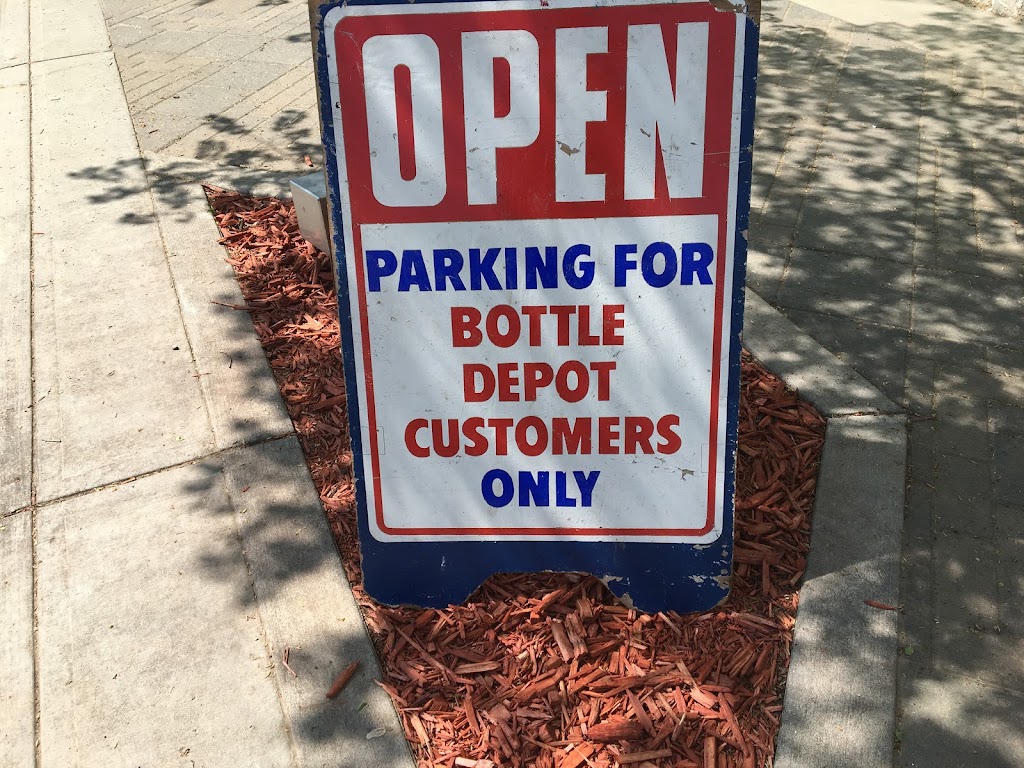 OPEN
PARKING FOR
BOTTLE
DEPOT
CUSTOMERS
ONLY